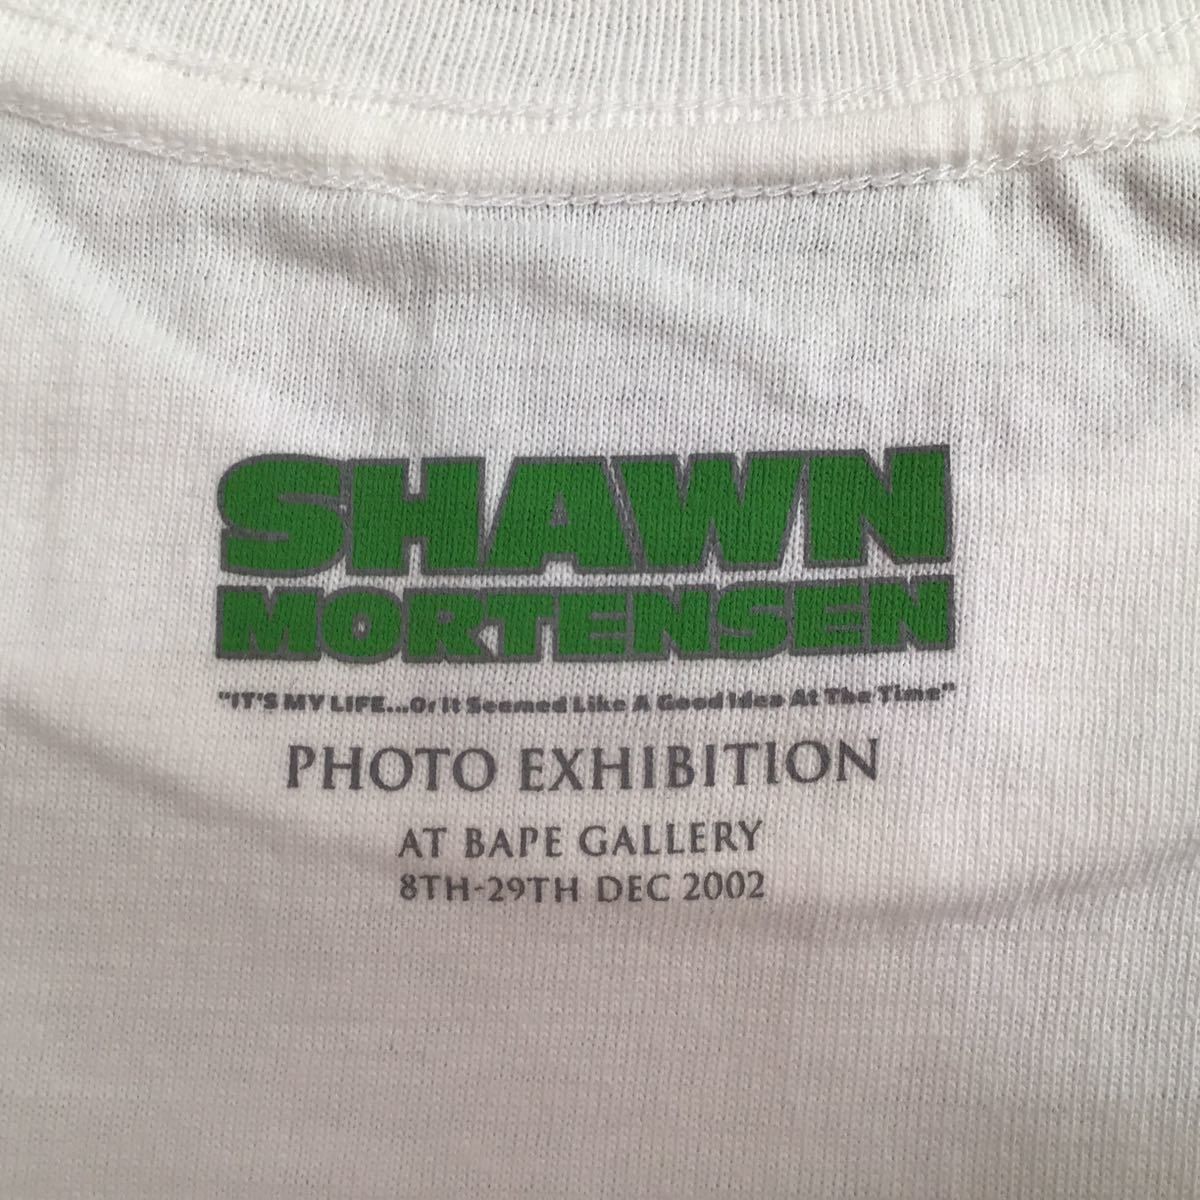 SHAWN
MORTENSEN
"IT'S MY LIFE...Or It Seemed Like A Good Idea At The Time"
PHOTO EXHIBITION
AT BAPE GALLERY
8TH-29TH DEC 2002